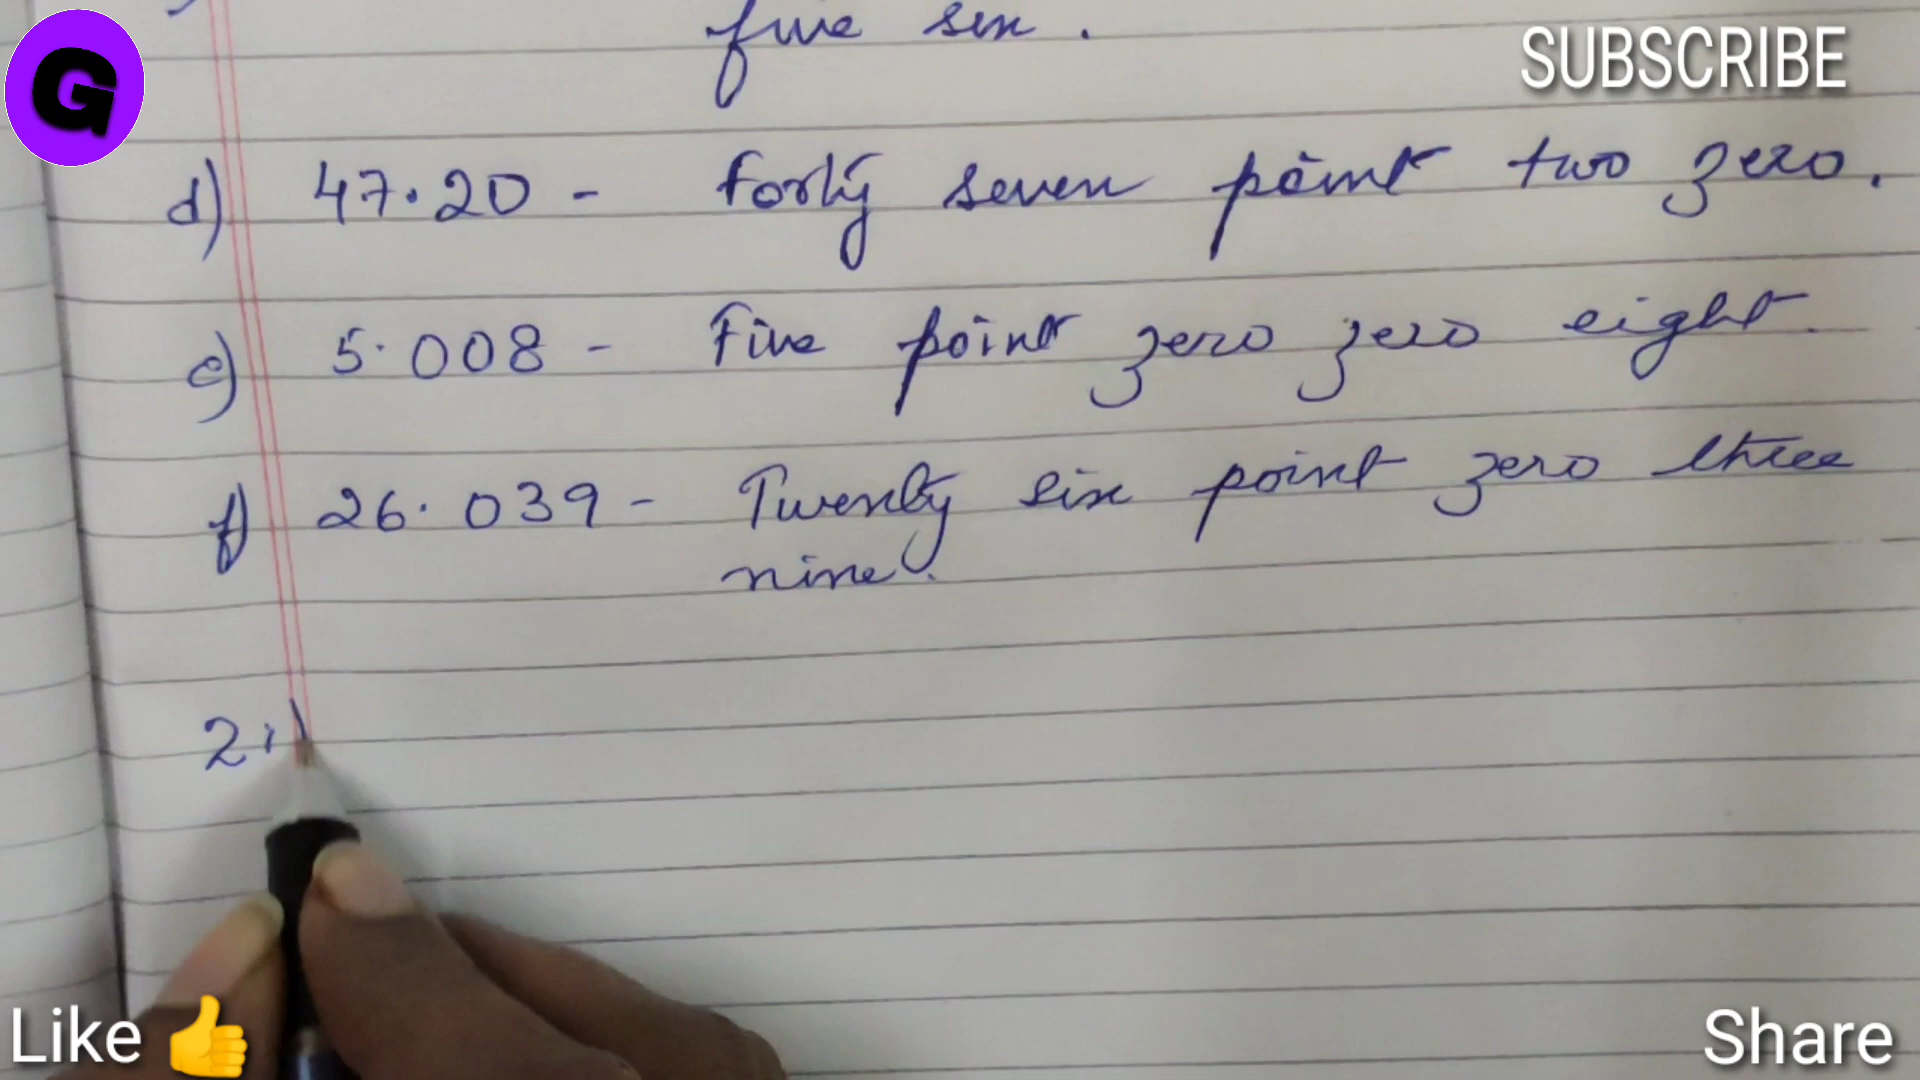 five six .
SUBSCRIBE
G
d) 47.20 - Forty seven point two zero.
e) 5.008 - Five point zero zero eight.
f) 26.039 - Twenty six point zero three
nine.
2.)
Like 👍
Share